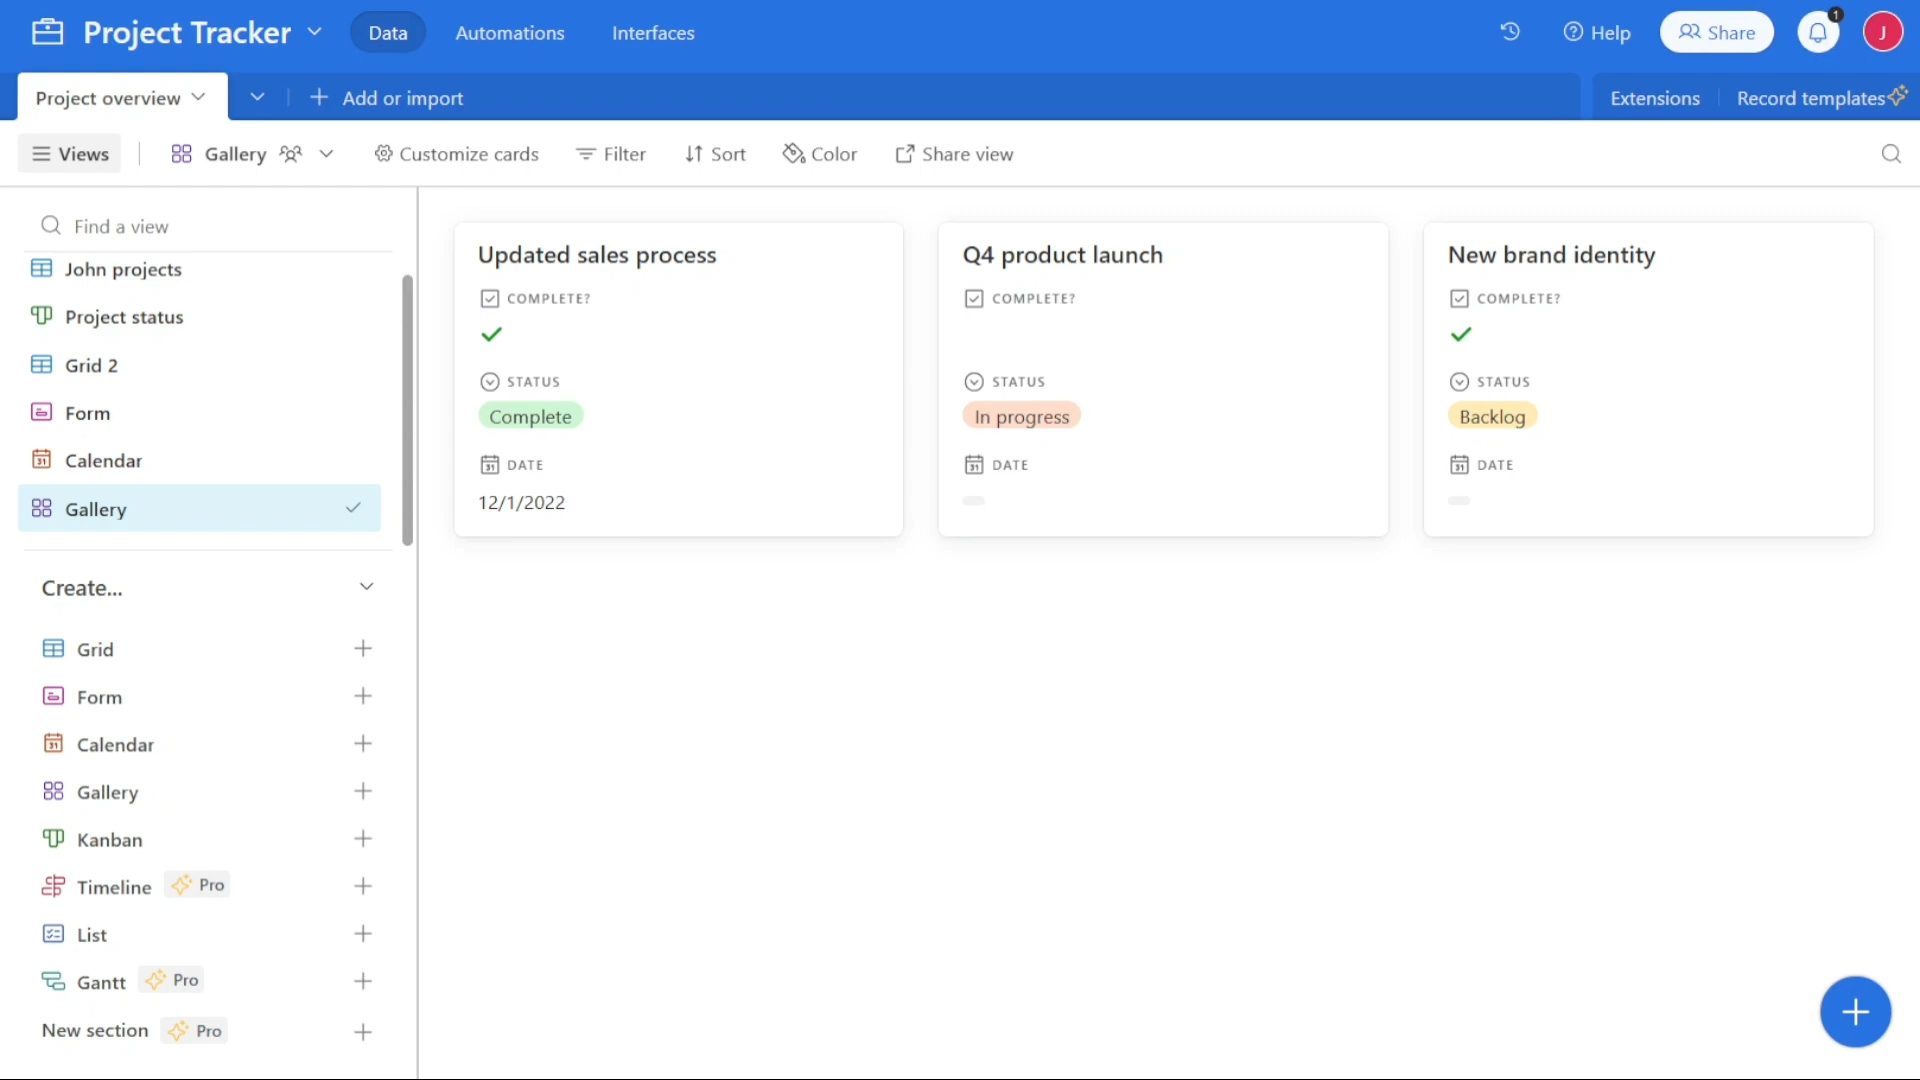 Project Tracker
Data
Automations
Interfaces
Help
Share
1
J
Project overview
Add or import
Extensions
Record templates
Views
Gallery
Customize cards
Filter
Sort
Color
Share view
Find a view
John projects
Project status
Grid 2
Form
Calendar
Gallery
Create...
Grid
Form
Calendar
Gallery
Kanban
Timeline Pro
List
Gantt Pro
New section Pro
Updated sales process
COMPLETE?
STATUS
Complete
DATE
12/1/2022
Q4 product launch
COMPLETE?
STATUS
In progress
DATE
New brand identity
COMPLETE?
STATUS
Backlog
DATE